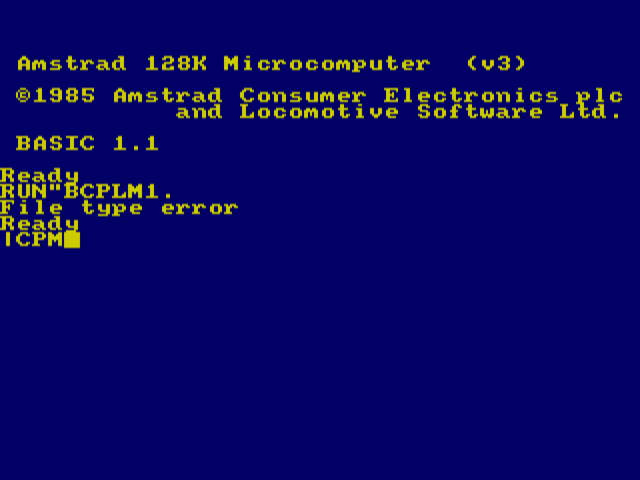 Amstrad 128K Microcomputer (v3)
©1985 Amstrad Consumer Electronics plc
and Locomotive Software Ltd.
BASIC 1.1
Ready
RUN"BCPLM1.
File type error
Ready
|CPM